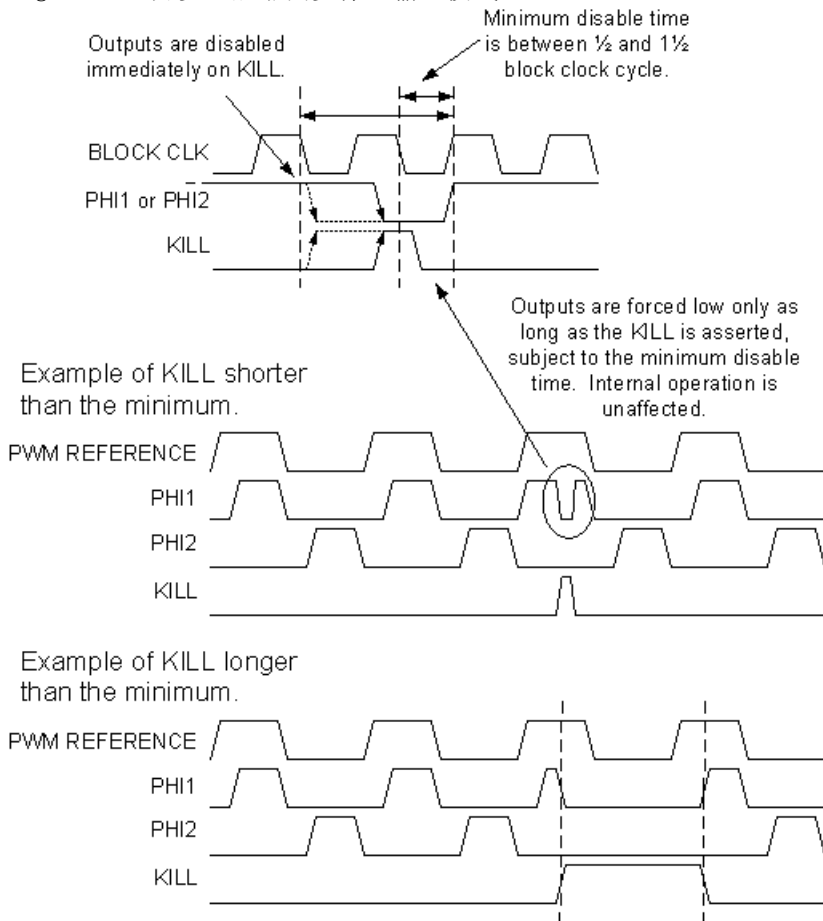 Minimum disable time
is between ½ and 1½
block clock cycle.
Outputs are disabled
immediately on KILL.
BLOCK CLK
PHI1 or PHI2
KILL
Outputs are forced low only as
long as the KILL is asserted,
subject to the minimum disable
time. Internal operation is
unaffected.
Example of KILL shorter
than the minimum.
PWM REFERENCE
PHI1
PHI2
KILL
Example of KILL longer
than the minimum.
PWM REFERENCE
PHI1
PHI2
KILL